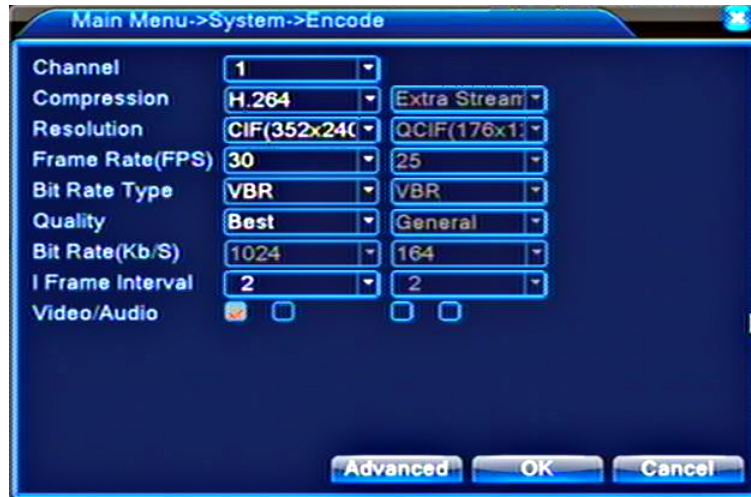 Main Menu->System->Encode
Channel 1
Compression H.264 Extra Stream
Resolution CIF(352x240 QCIF(176x1
Frame Rate(FPS) 30 25
Bit Rate Type VBR VBR
Quality Best General
Bit Rate(Kb/S) 1024 164
I Frame Interval 2 2
Video/Audio
Advanced OK Cancel